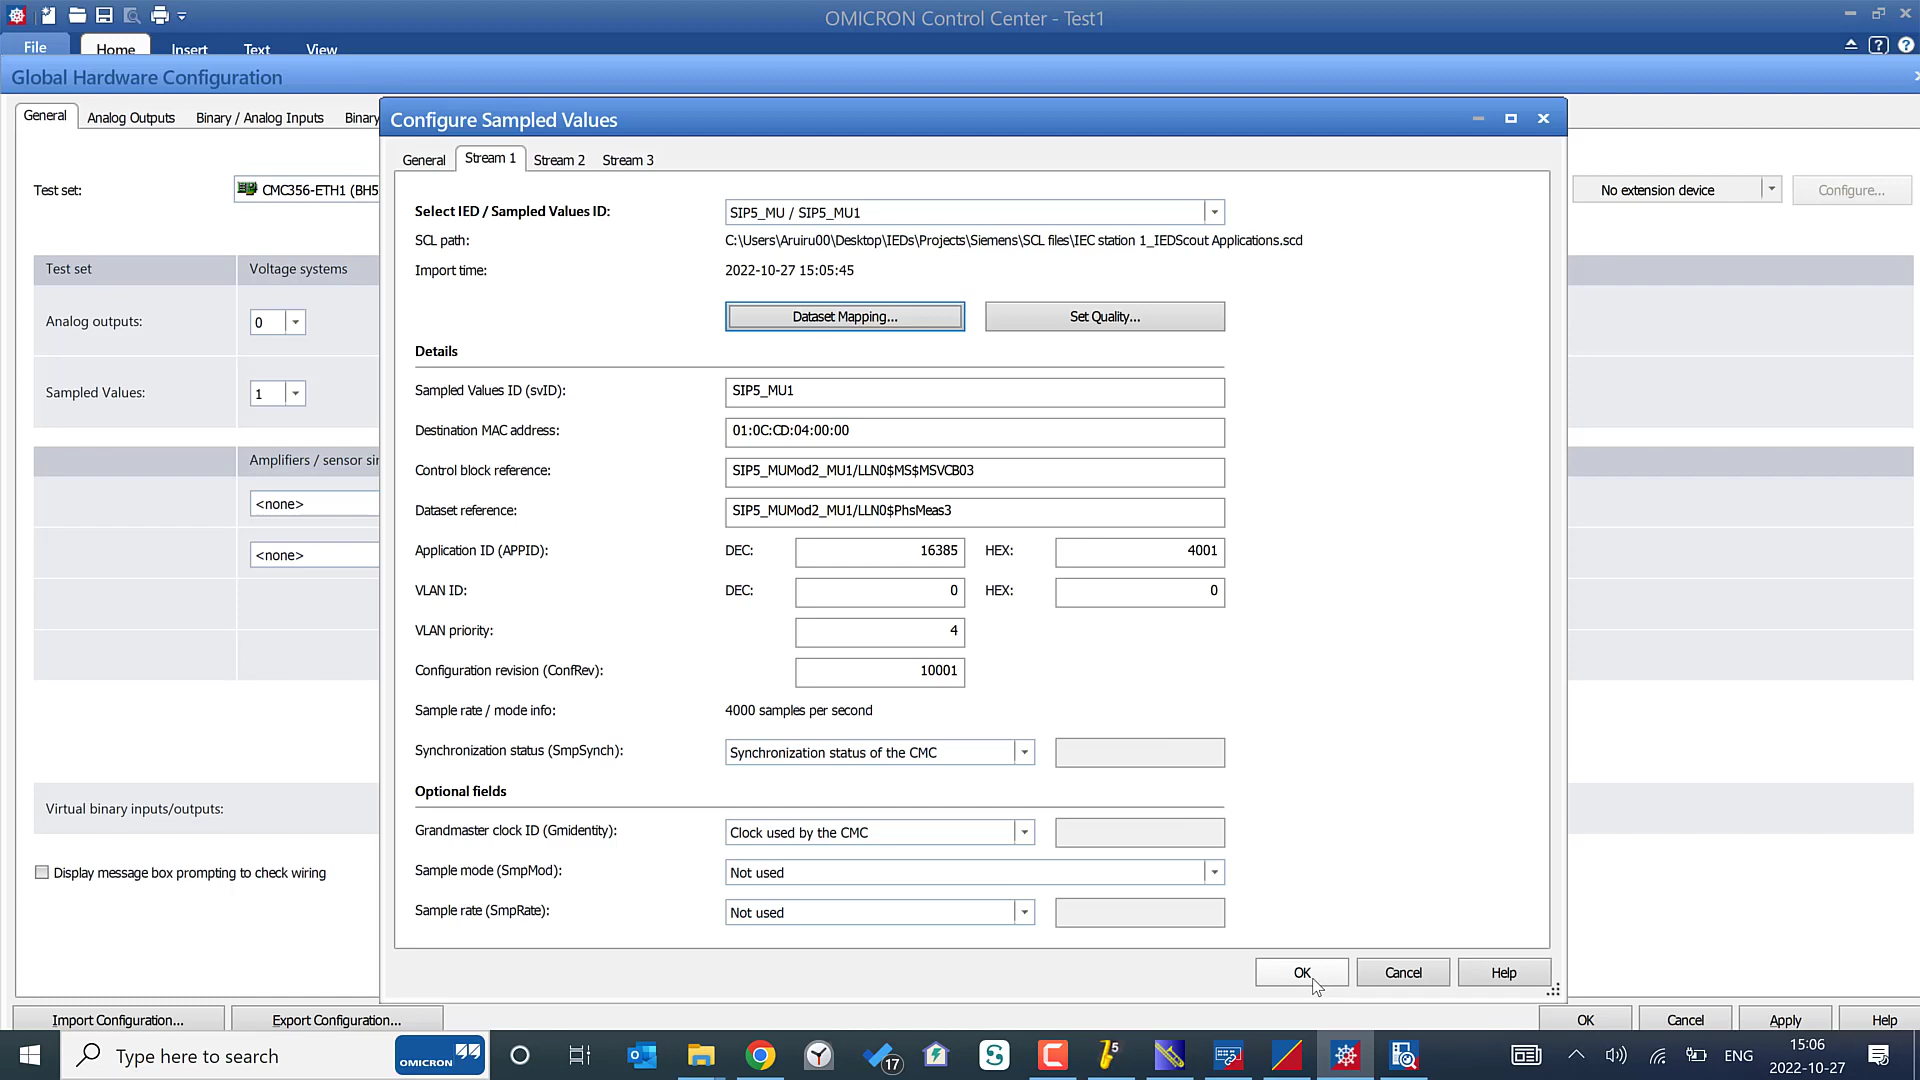 OMICRON Control Center - Test1
File Home Insert Text View
Global Hardware Configuration
General Analog Outputs Binary / Analog Inputs Binary
Configure Sampled Values
General Stream 1 Stream 2 Stream 3
Test set: CMC356-ETH1 (BH5
No extension device Configure...
Select IED / Sampled Values ID: SIP5_MU / SIP5_MU1
SCL path: C:\Users\Aruiru00\Desktop\IEDs\Projects\Siemens\SCL files\IEC station 1_IEDScout Applications.scd
Import time: 2022-10-27 15:05:45
Test set Voltage systems
Dataset Mapping... Set Quality...
Analog outputs: 0
Details
Sampled Values: 1
Sampled Values ID (svID): SIP5_MU1
Destination MAC address: 01:0C:CD:04:00:00
Amplifiers / sensor sir
Control block reference: SIP5_MUMod2_MU1/LLN0$MS$MSVCB03
<none>
Dataset reference: SIP5_MUMod2_MU1/LLN0$PhsMeas3
<none>
Application ID (APPID): DEC: 16385 HEX: 4001
VLAN ID: DEC: 0 HEX: 0
VLAN priority: 4
Configuration revision (ConfRev): 10001
Sample rate / mode info: 4000 samples per second
Synchronization status (SmpSynch): Synchronization status of the CMC
Optional fields
Virtual binary inputs/outputs:
Grandmaster clock ID (Gmidentity): Clock used by the CMC
Sample mode (SmpMod): Not used
Display message box prompting to check wiring
Sample rate (SmpRate): Not used
OK Cancel Help
Import Configuration... Export Configuration... OK Cancel Apply Help
Type here to search OMICRON 17 5 ENG 15:06
2022-10-27